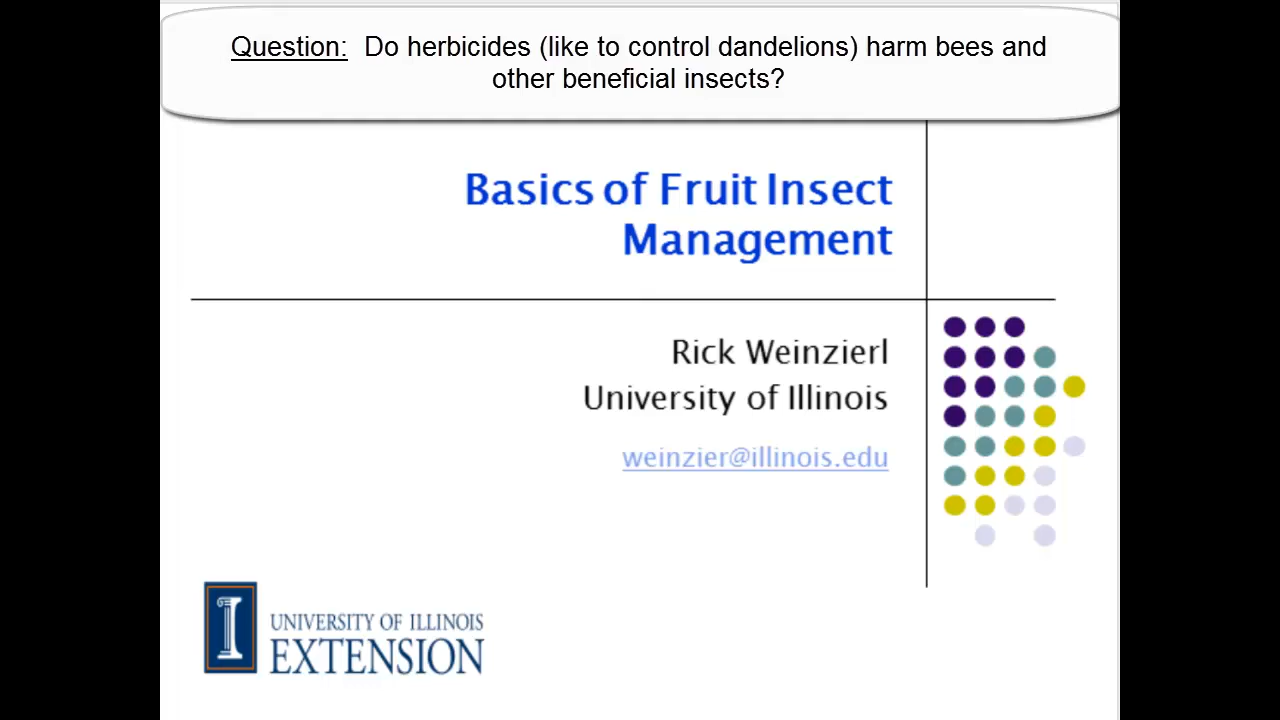 Question: Do herbicides (like to control dandelions) harm bees and
other beneficial insects?
Basics of Fruit Insect
Management
Rick Weinzierl
University of Illinois
weinzier@illinois.edu
I
UNIVERSITY OF ILLINOIS
EXTENSION